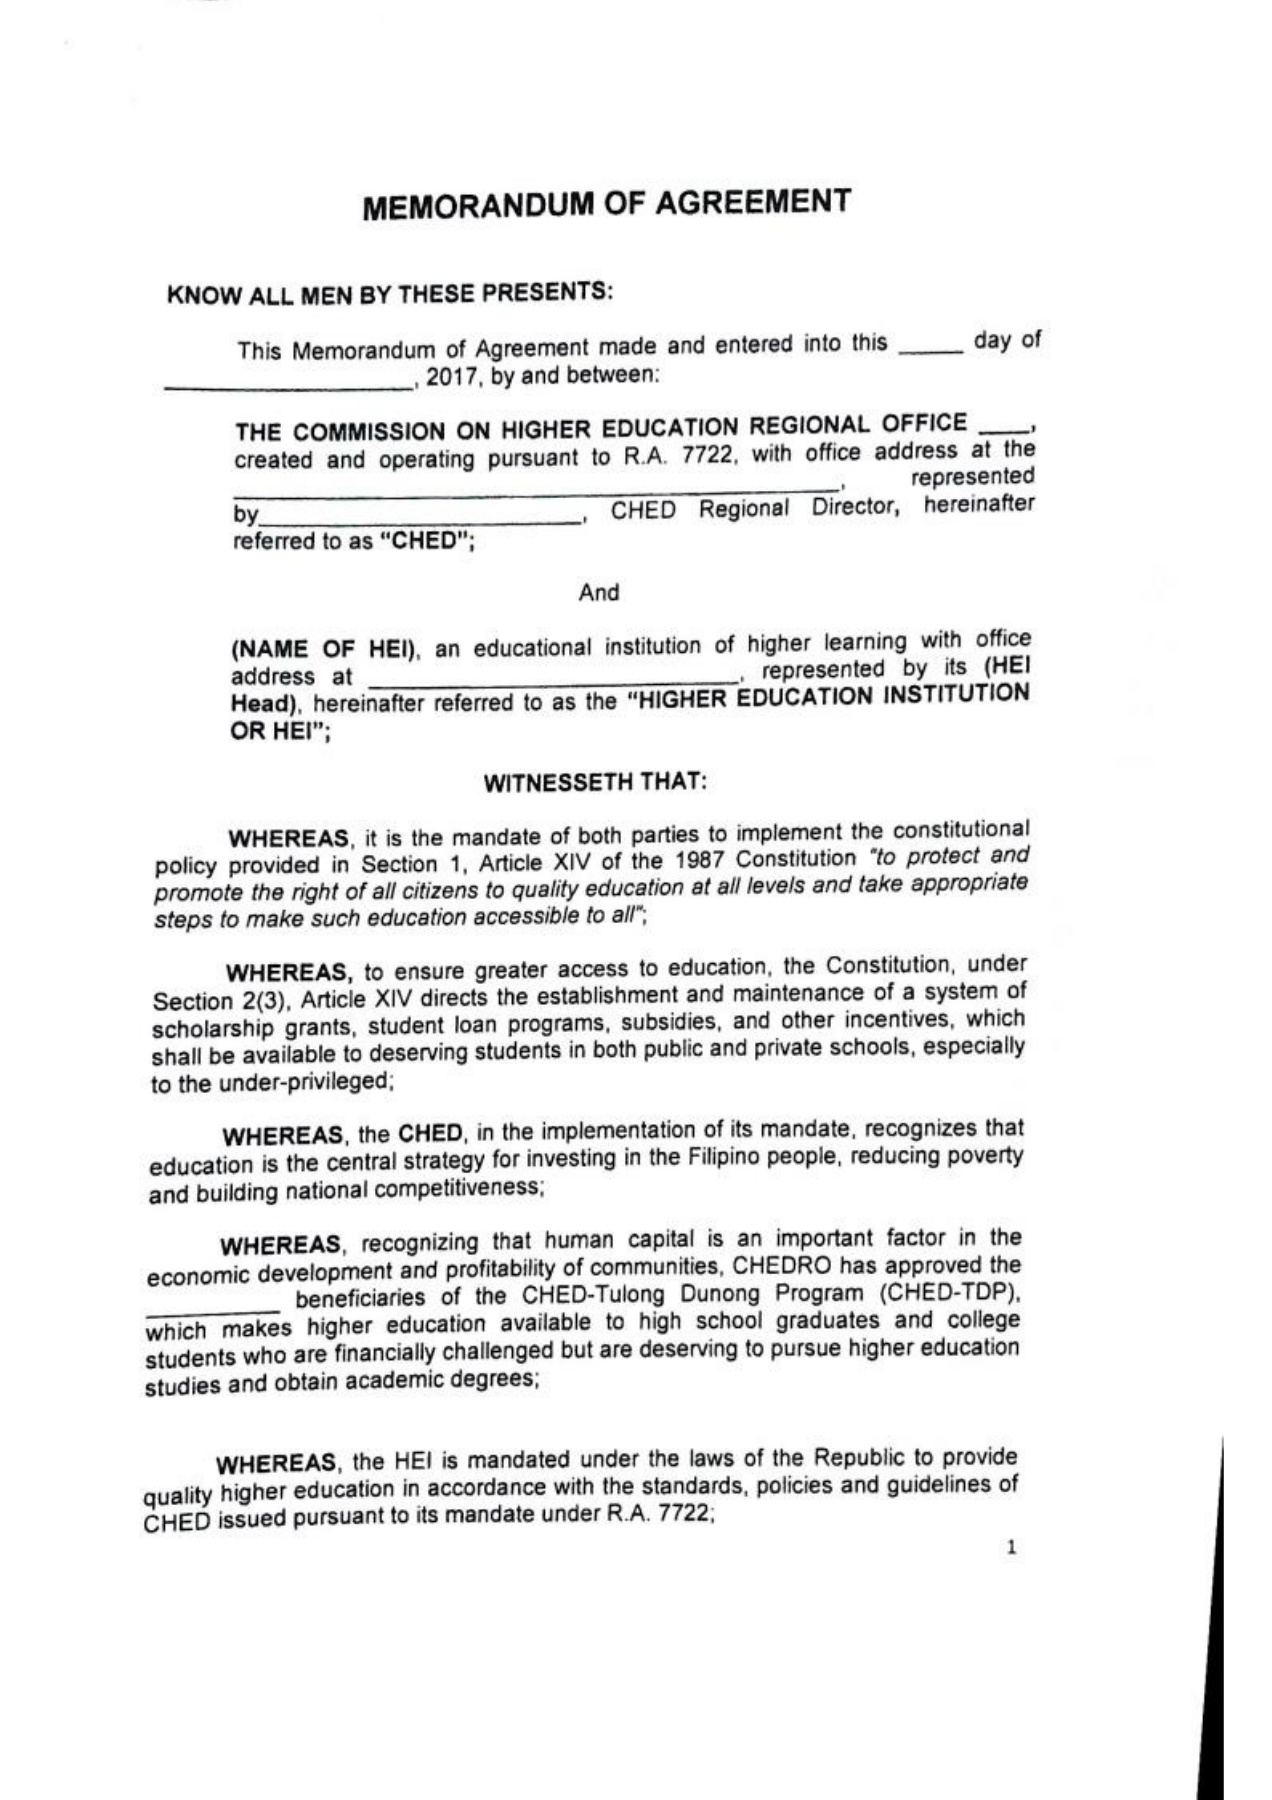 MEMORANDUM OF AGREEMENT
KNOW ALL MEN BY THESE PRESENTS:
This Memorandum of Agreement made and entered into this _____ day of
____________________, 2017, by and between:
THE COMMISSION ON HIGHER EDUCATION REGIONAL OFFICE ____,
created and operating pursuant to R.A. 7722, with office address at the
________________________________________________, represented
by__________________________, CHED Regional Director, hereinafter
referred to as “CHED”;
And
(NAME OF HEI), an educational institution of higher learning with office
address at ______________________________, represented by its (HEI
Head), hereinafter referred to as the “HIGHER EDUCATION INSTITUTION
OR HEI”;
WITNESSETH THAT:
WHEREAS, it is the mandate of both parties to implement the constitutional
policy provided in Section 1, Article XIV of the 1987 Constitution “to protect and
promote the right of all citizens to quality education at all levels and take appropriate
steps to make such education accessible to all”;
WHEREAS, to ensure greater access to education, the Constitution, under
Section 2(3), Article XIV directs the establishment and maintenance of a system of
scholarship grants, student loan programs, subsidies, and other incentives, which
shall be available to deserving students in both public and private schools, especially
to the under-privileged;
WHEREAS, the CHED, in the implementation of its mandate, recognizes that
education is the central strategy for investing in the Filipino people, reducing poverty
and building national competitiveness;
WHEREAS, recognizing that human capital is an important factor in the
economic development and profitability of communities, CHEDRO has approved the
___________ beneficiaries of the CHED-Tulong Dunong Program (CHED-TDP),
which makes higher education available to high school graduates and college
students who are financially challenged but are deserving to pursue higher education
studies and obtain academic degrees;
WHEREAS, the HEI is mandated under the laws of the Republic to provide
quality higher education in accordance with the standards, policies and guidelines of
CHED issued pursuant to its mandate under R.A. 7722;
1